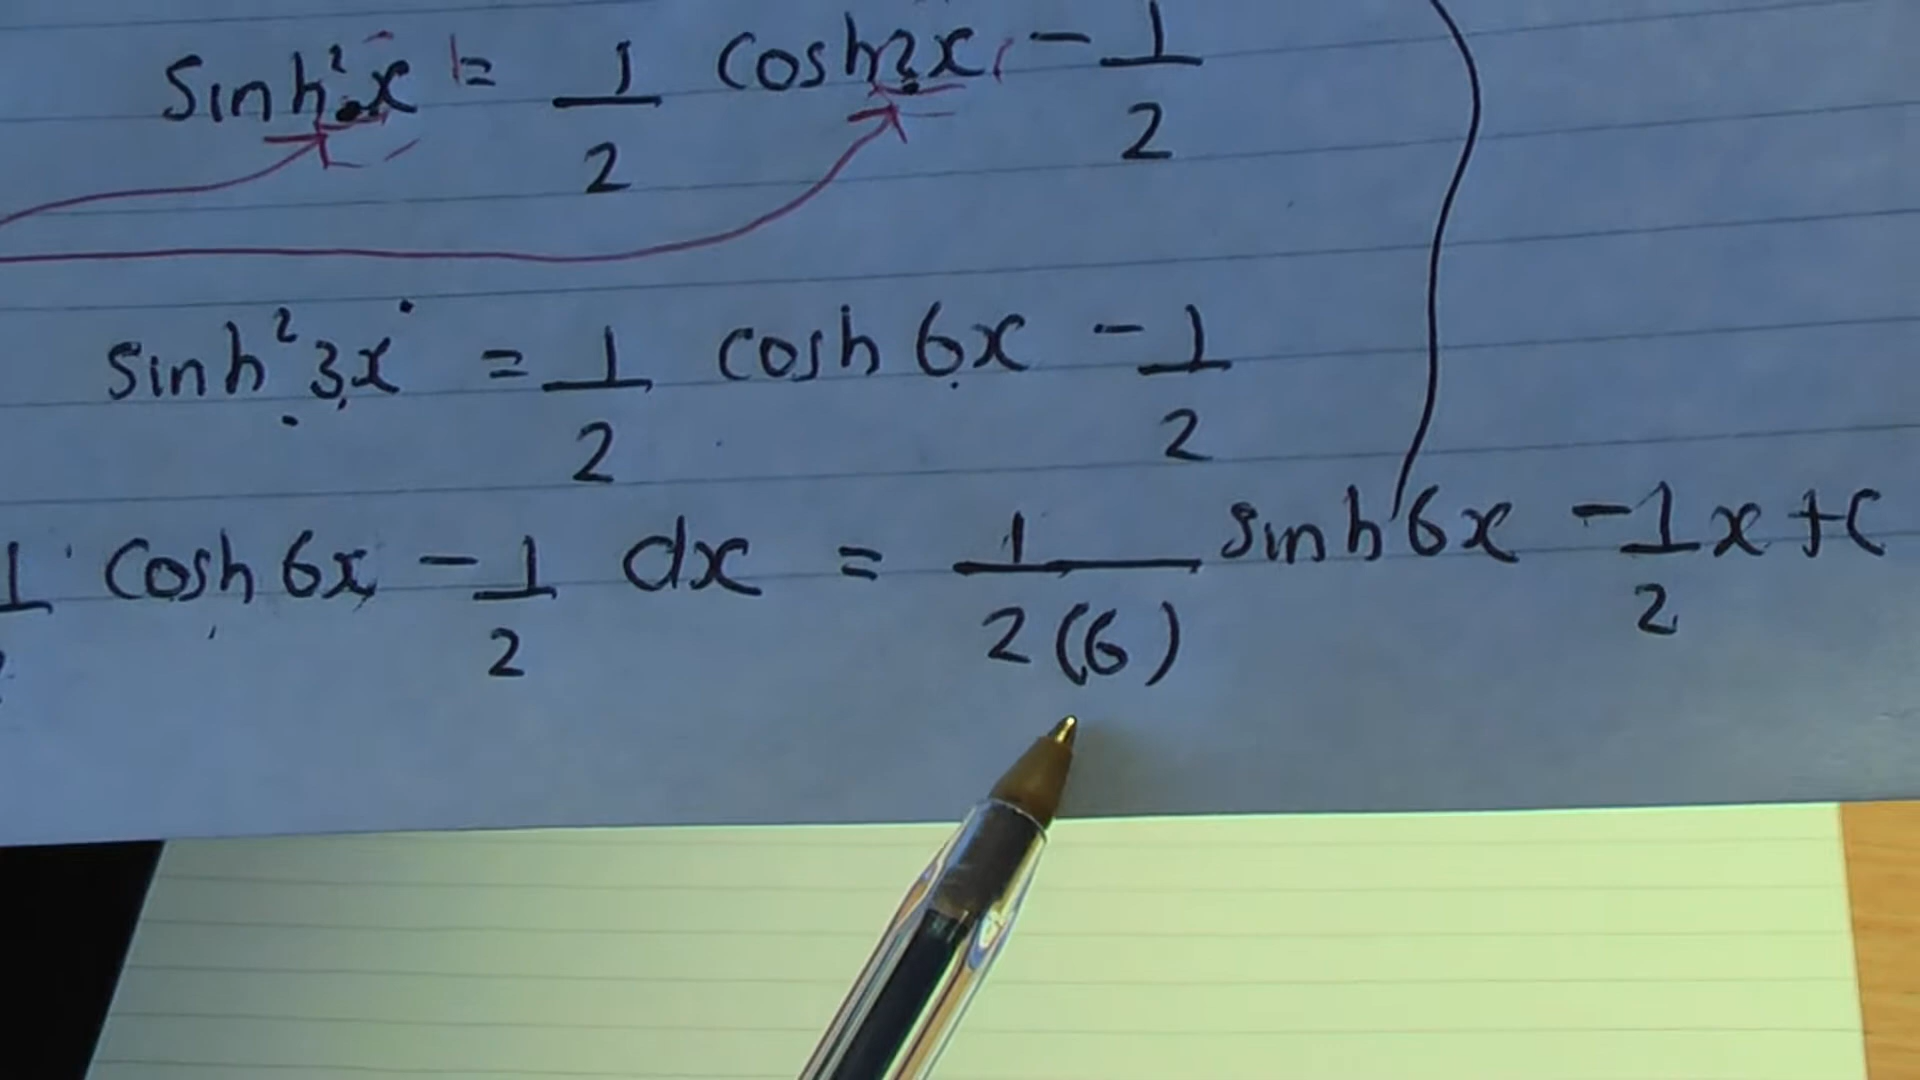 sinh²x = 1/2 cosh2x - 1/2
sinh²3x = 1/2 cosh 6x - 1/2
1 cosh 6x - 1/2 dx = 1/2(6) sinh 6x - 1/2 x + c